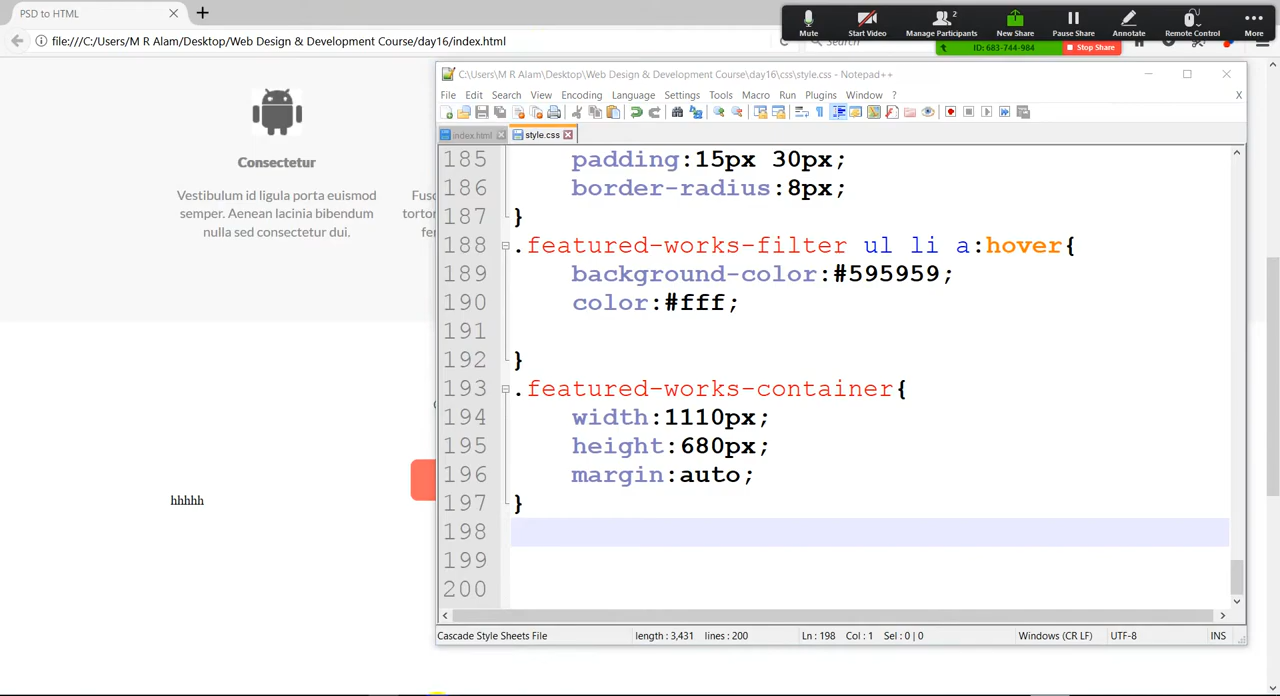 PSD to HTML
file:///C:/Users/M R Alam/Desktop/Web Design & Development Course/day16/index.html
Mute
Start Video
2
Manage Participants
New Share
Pause Share
Annotate
Remote Control
More
Search
ID: 683-744-984
Stop Share
C:\Users\M R Alam\Desktop\Web Design & Development Course\day16\css\style.css - Notepad++
File Edit Search View Encoding Language Settings Tools Macro Run Plugins Window ?
X
index.html style.css
185 padding:15px 30px;
186 border-radius:8px;
187 }
188 .featured-works-filter ul li a:hover{
189 background-color:#595959;
190 color:#fff;
191
192 }
193 .featured-works-container{
194 width:1110px;
195 height:680px;
196 margin:auto;
197 }
198
199
200
Cascade Style Sheets File length : 3,431 lines : 200 Ln : 198 Col : 1 Sel : 0 | 0 Windows (CR LF) UTF-8 INS
Consectetur
Vestibulum id ligula porta euismod
semper. Aenean lacinia bibendum
nulla sed consectetur dui.
Fusc
tortor
fer
hhhhh